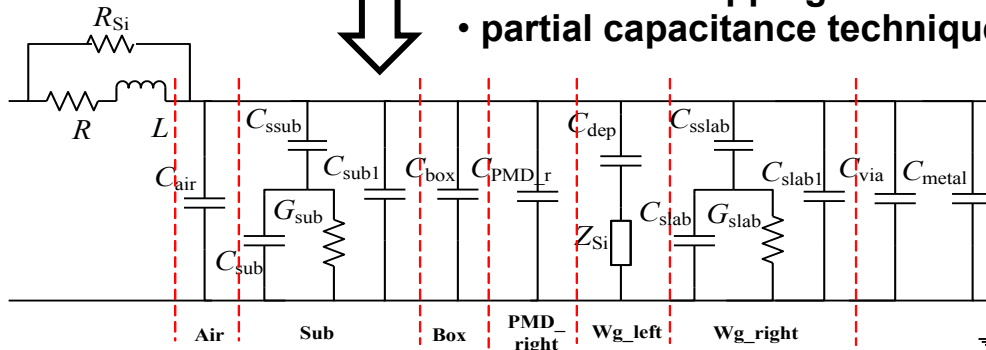 • partial capacitance technique
R_Si
R
L
C_air
C_ssub
C_sub1
G_sub
C_sub
C_box
C_PMD_r
C_dep
Z_Si
C_sslab
C_slab
G_slab
C_slab1
C_via
C_metal
Air
Sub
Box
PMD_
right
Wg_left
Wg_right